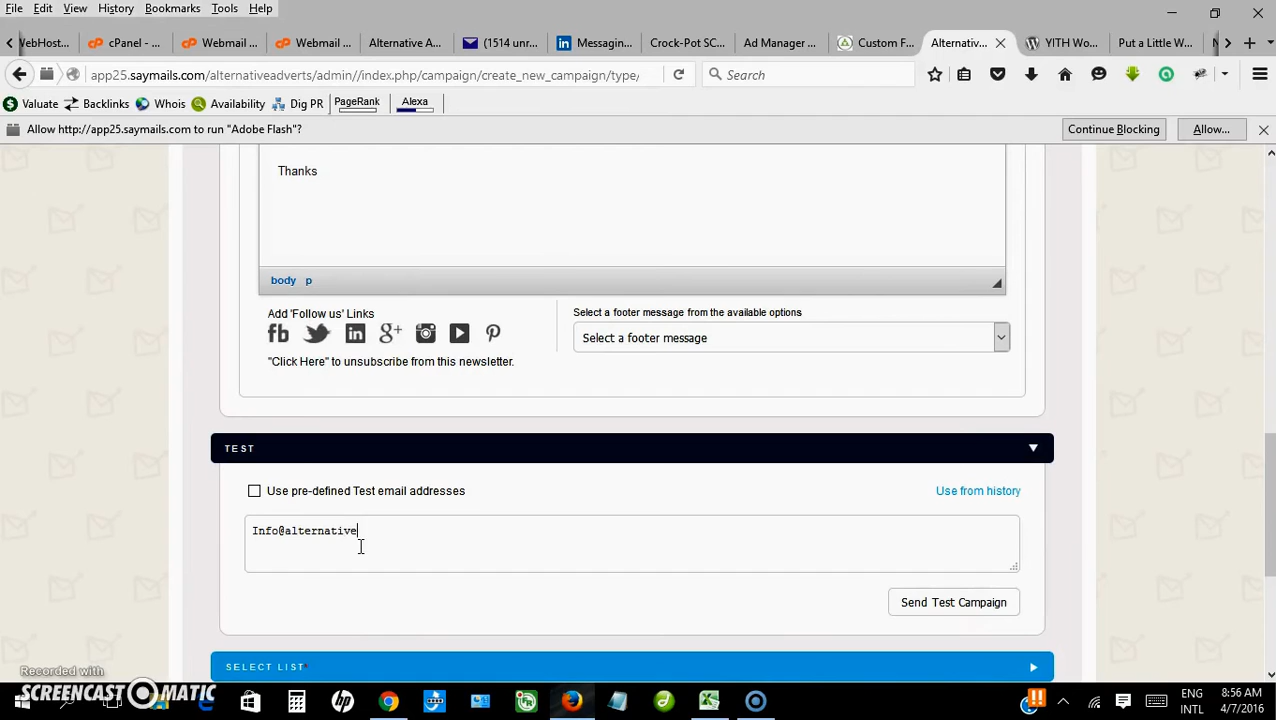 File Edit View History Bookmarks Tools Help
WebHost... cPanel - ... Webmail ... Webmail ... Alternative A... (1514 unr... Messagin... Crock-Pot SC... Ad Manager ... Custom F... Alternativ... YITH Wo... Put a Little W...
app25.saymails.com/alternativeadverts/admin//index.php/campaign/create_new_campaign/type, Search
Valuate Backlinks Whois Availability Dig PR PageRank Alexa
Allow http://app25.saymails.com to run "Adobe Flash"? Continue Blocking Allow...
Thanks
body p
Add 'Follow us' Links
Select a footer message from the available options
Select a footer message
"Click Here" to unsubscribe from this newsletter.
TEST
Use pre-defined Test email addresses Use from history
Info@alternative
Send Test Campaign
SELECT LIST*
Recorded with
SCREENCAST MATIC
ENG 8:56 AM
INTL 4/7/2016